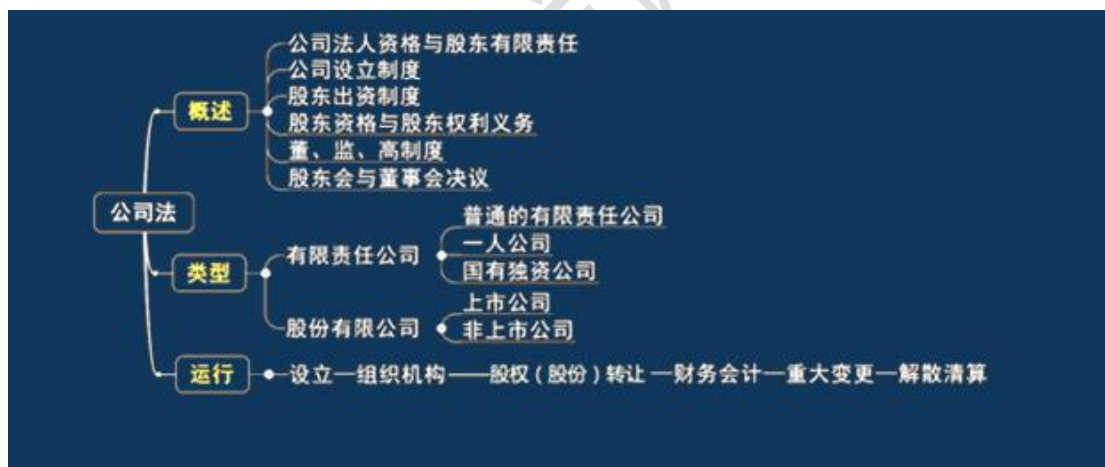 公司法人资格与股东有限责任
公司设立制度
股东出资制度
概述
股东资格与股东权利义务
董、监、高制度
股东会与董事会决议
公司法
普通的有限责任公司
有限责任公司
一人公司
类型
国有独资公司
上市公司
股份有限公司
非上市公司
运行
设立—组织机构——股权(股份)转让—财务会计—重大变更—解散清算